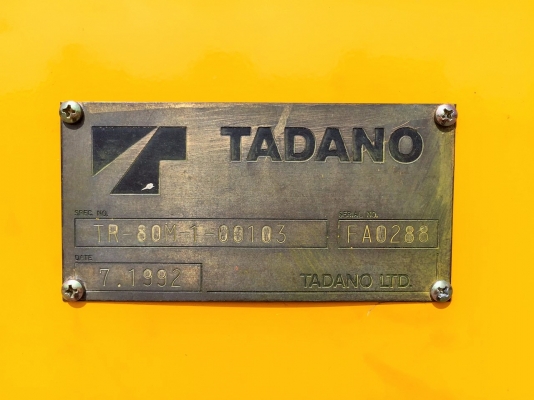 TADANO
SPEC. NO. SERIAL NO.
TR-80M-1-00103 FA0288
DATE
7.1992
TADANO LTD.